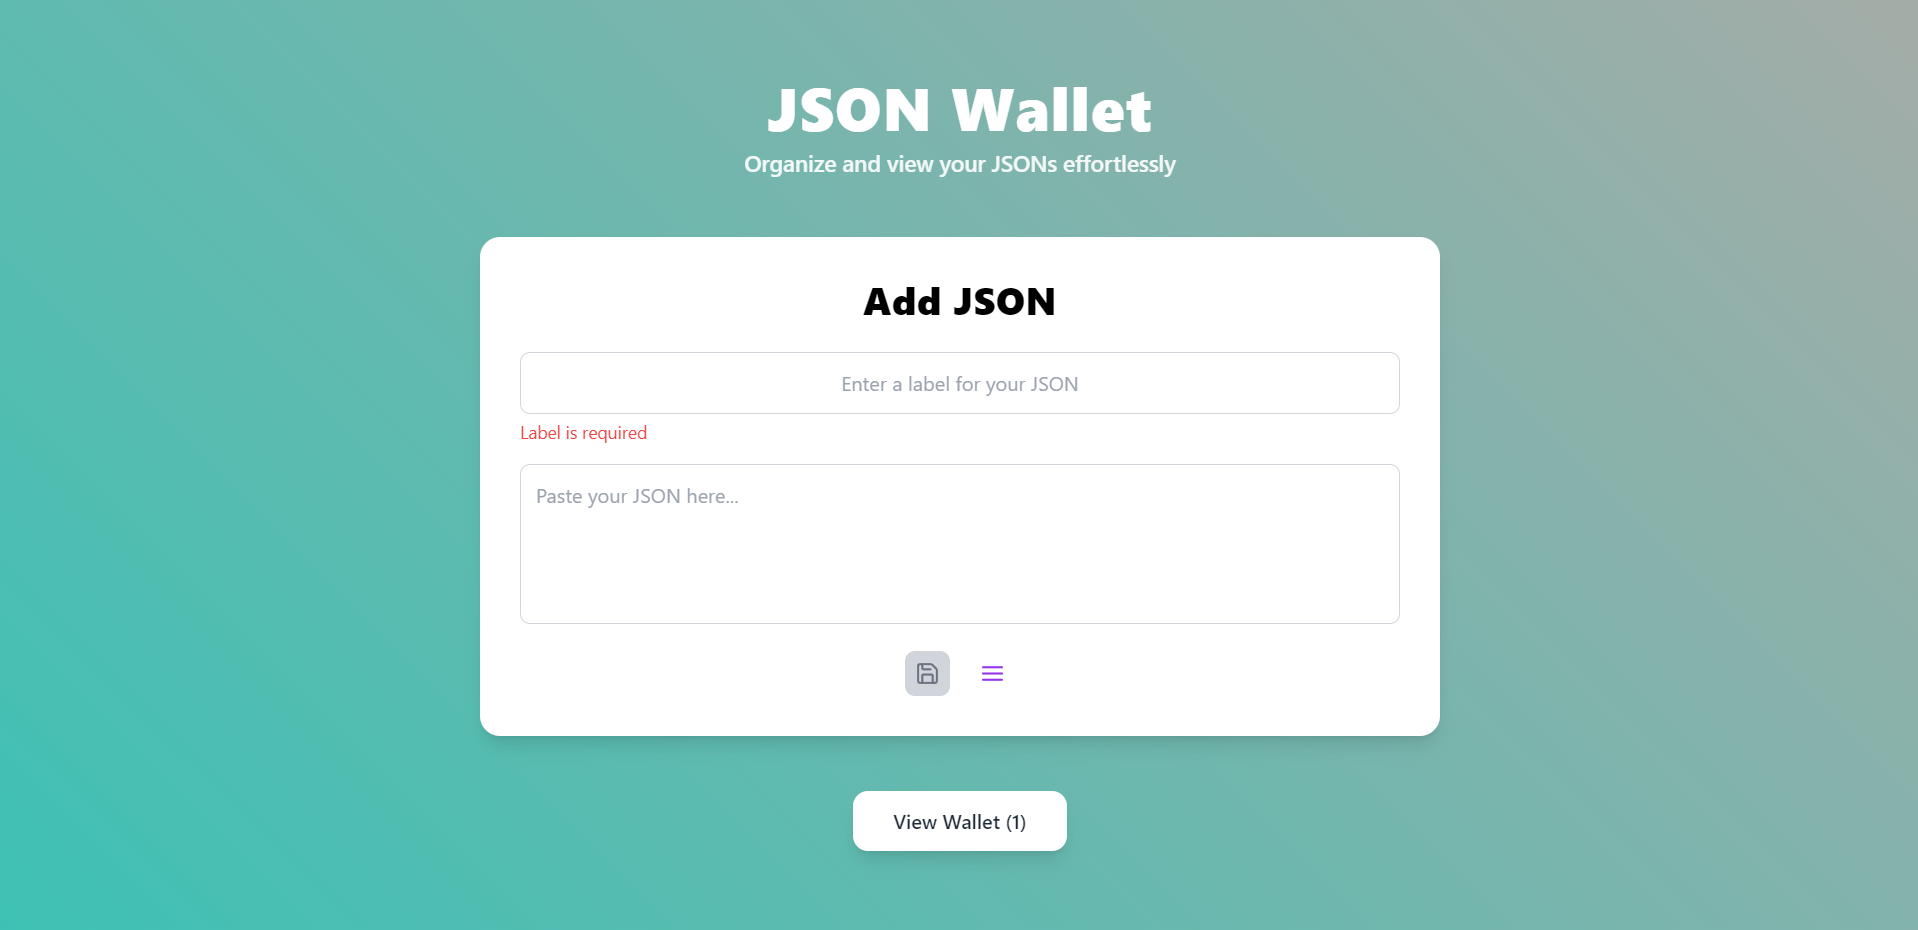 JSON Wallet
Organize and view your JSONs effortlessly
Add JSON
Enter a label for your JSON
Label is required
Paste your JSON here...
View Wallet (1)